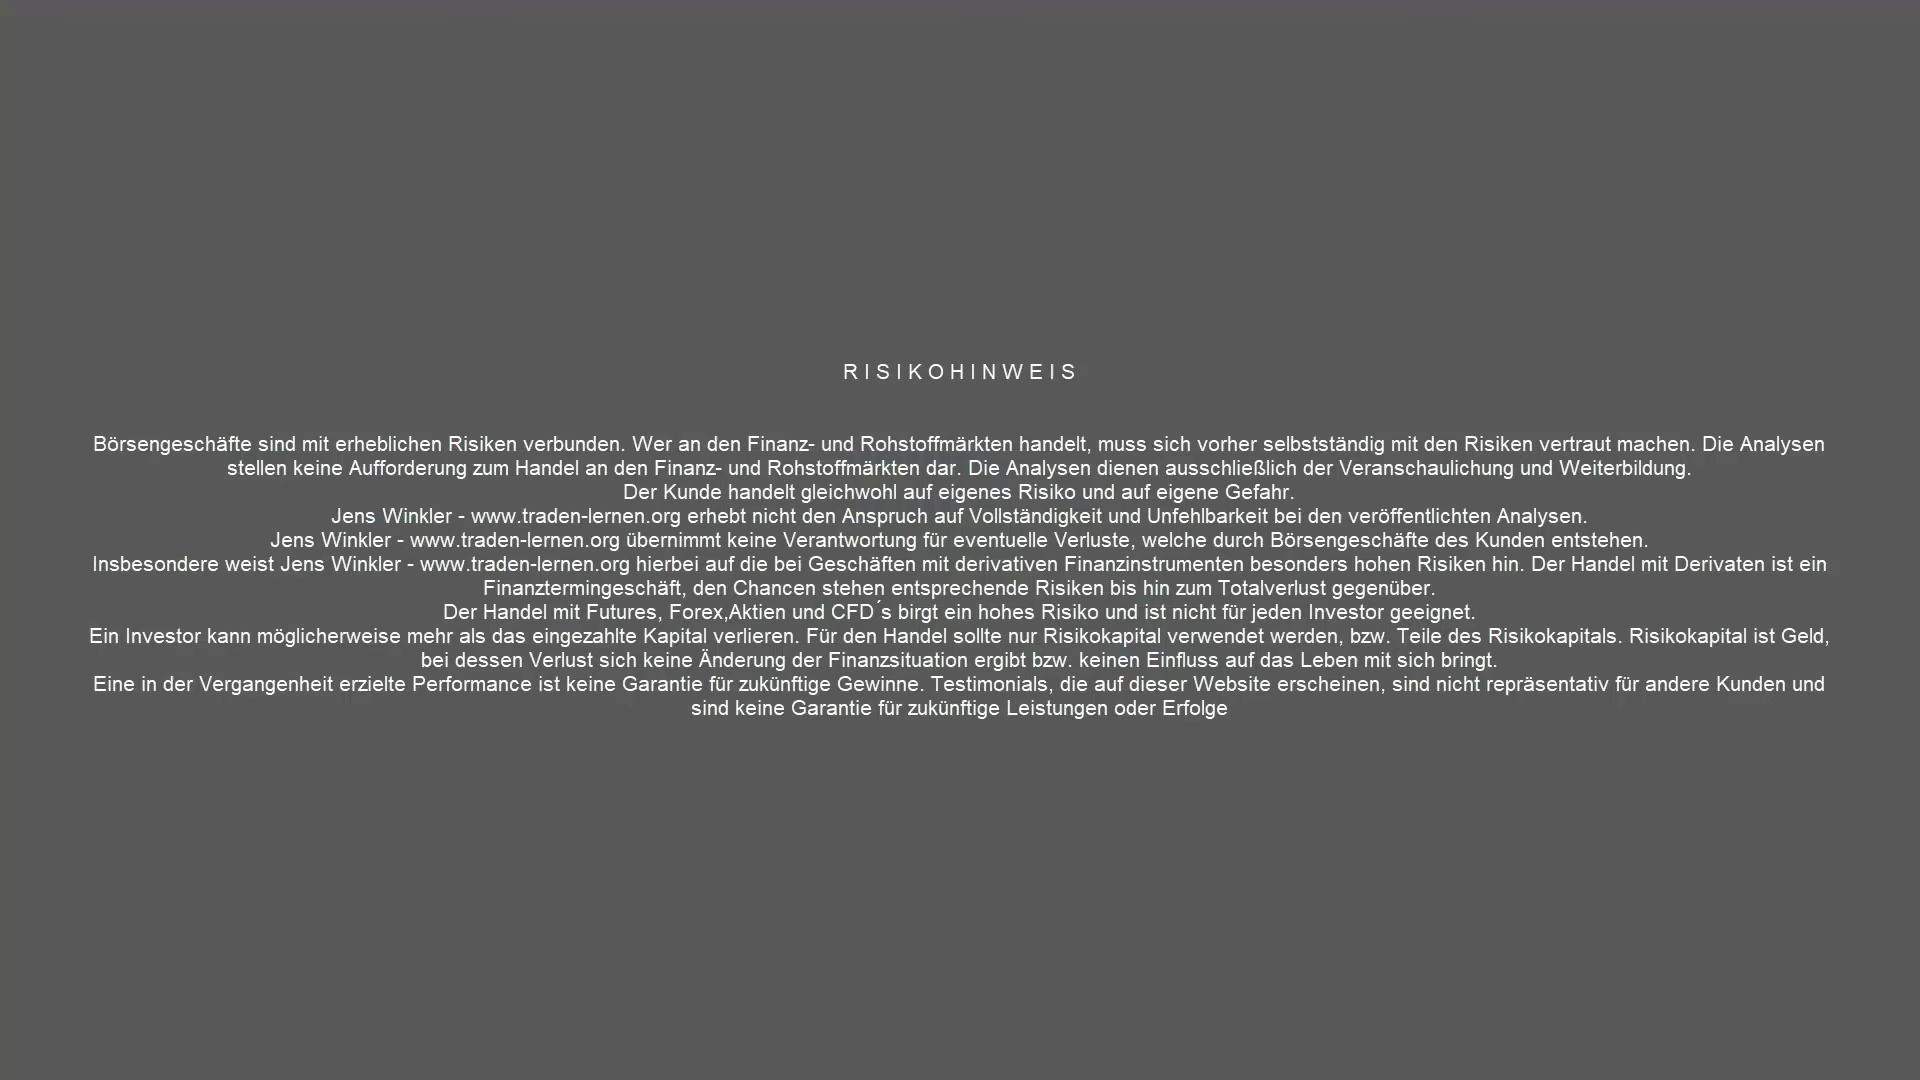 RISIKOHINWEIS
Börsengeschäfte sind mit erheblichen Risiken verbunden. Wer an den Finanz- und Rohstoffmärkten handelt, muss sich vorher selbstständig mit den Risiken vertraut machen. Die Analysen
stellen keine Aufforderung zum Handel an den Finanz- und Rohstoffmärkten dar. Die Analysen dienen ausschließlich der Veranschaulichung und Weiterbildung.
Der Kunde handelt gleichwohl auf eigenes Risiko und auf eigene Gefahr.
Jens Winkler - www.traden-lernen.org erhebt nicht den Anspruch auf Vollständigkeit und Unfehlbarkeit bei den veröffentlichten Analysen.
Jens Winkler - www.traden-lernen.org übernimmt keine Verantwortung für eventuelle Verluste, welche durch Börsengeschäfte des Kunden entstehen.
Insbesondere weist Jens Winkler - www.traden-lernen.org hierbei auf die bei Geschäften mit derivativen Finanzinstrumenten besonders hohen Risiken hin. Der Handel mit Derivaten ist ein
Finanztermingeschäft, den Chancen stehen entsprechende Risiken bis hin zum Totalverlust gegenüber.
Der Handel mit Futures, Forex,Aktien und CFD´s birgt ein hohes Risiko und ist nicht für jeden Investor geeignet.
Ein Investor kann möglicherweise mehr als das eingezahlte Kapital verlieren. Für den Handel sollte nur Risikokapital verwendet werden, bzw. Teile des Risikokapitals. Risikokapital ist Geld,
bei dessen Verlust sich keine Änderung der Finanzsituation ergibt bzw. keinen Einfluss auf das Leben mit sich bringt.
Eine in der Vergangenheit erzielte Performance ist keine Garantie für zukünftige Gewinne. Testimonials, die auf dieser Website erscheinen, sind nicht repräsentativ für andere Kunden und
sind keine Garantie für zukünftige Leistungen oder Erfolge